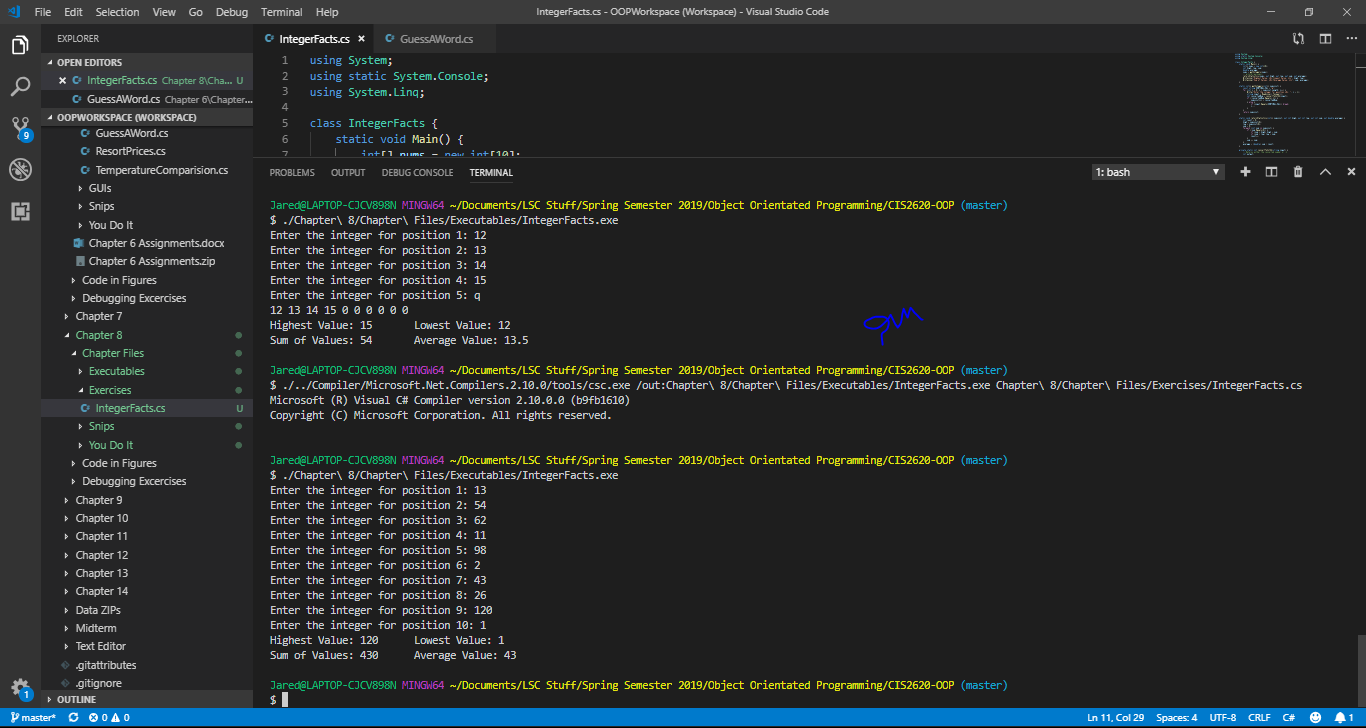 File Edit Selection View Go Debug Terminal Help IntegerFacts.cs - OOPWorkspace (Workspace) - Visual Studio Code
EXPLORER
OPEN EDITORS
IntegerFacts.cs Chapter 8\Cha... U
GuessAWord.cs Chapter 6\Chapter...
OOPWORKSPACE (WORKSPACE)
GuessAWord.cs
ResortPrices.cs
TemperatureComparision.cs
GUIs
Snips
You Do It
Chapter 6 Assignments.docx
Chapter 6 Assignments.zip
Code in Figures
Debugging Excercises
Chapter 7
Chapter 8
Chapter Files
Executables
Exercises
IntegerFacts.cs U
Snips
You Do It
Code in Figures
Debugging Excercises
Chapter 9
Chapter 10
Chapter 11
Chapter 12
Chapter 13
Chapter 14
Data ZIPs
Midterm
Text Editor
.gitattributes
.gitignore
OUTLINE
9
1
IntegerFacts.cs GuessAWord.cs
1 using System;
2 using static System.Console;
3 using System.Linq;
4
5 class IntegerFacts {
6 static void Main() {
7 int[] nums = new int[10];
PROBLEMS OUTPUT DEBUG CONSOLE TERMINAL 1: bash
Jared@LAPTOP-CJCV898N MINGW64 ~/Documents/LSC Stuff/Spring Semester 2019/Object Orientated Programming/CIS2620-OOP (master)
$ ./Chapter\ 8/Chapter\ Files/Executables/IntegerFacts.exe
Enter the integer for position 1: 12
Enter the integer for position 2: 13
Enter the integer for position 3: 14
Enter the integer for position 4: 15
Enter the integer for position 5: q
12 13 14 15 0 0 0 0 0 0
Highest Value: 15 Lowest Value: 12
Sum of Values: 54 Average Value: 13.5
Jared@LAPTOP-CJCV898N MINGW64 ~/Documents/LSC Stuff/Spring Semester 2019/Object Orientated Programming/CIS2620-OOP (master)
$ ./../Compiler/Microsoft.Net.Compilers.2.10.0/tools/csc.exe /out:Chapter\ 8/Chapter\ Files/Executables/IntegerFacts.exe Chapter\ 8/Chapter\ Files/Exercises/IntegerFacts.cs
Microsoft (R) Visual C# Compiler version 2.10.0.0 (b9fb1610)
Copyright (C) Microsoft Corporation. All rights reserved.
Jared@LAPTOP-CJCV898N MINGW64 ~/Documents/LSC Stuff/Spring Semester 2019/Object Orientated Programming/CIS2620-OOP (master)
$ ./Chapter\ 8/Chapter\ Files/Executables/IntegerFacts.exe
Enter the integer for position 1: 13
Enter the integer for position 2: 54
Enter the integer for position 3: 62
Enter the integer for position 4: 11
Enter the integer for position 5: 98
Enter the integer for position 6: 2
Enter the integer for position 7: 43
Enter the integer for position 8: 26
Enter the integer for position 9: 120
Enter the integer for position 10: 1
Highest Value: 120 Lowest Value: 1
Sum of Values: 430 Average Value: 43
Jared@LAPTOP-CJCV898N MINGW64 ~/Documents/LSC Stuff/Spring Semester 2019/Object Orientated Programming/CIS2620-OOP (master)
$
master* 0 0 Ln 11, Col 29 Spaces: 4 UTF-8 CRLF C# 1